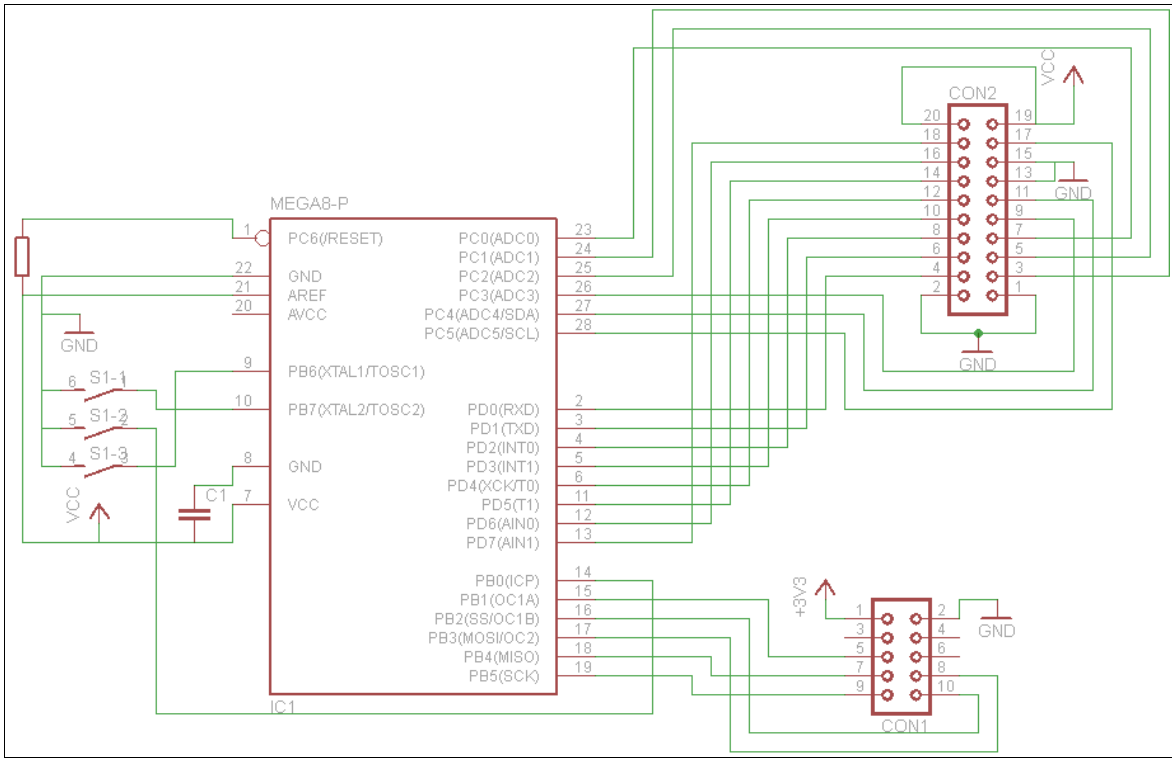 MEGA8-P
1 PC6(/RESET)
22 GND
21 AREF
20 AVCC
9 PB6(XTAL1/TOSC1)
10 PB7(XTAL2/TOSC2)
8 GND
7 VCC
PC0(ADC0) 23
PC1(ADC1) 24
PC2(ADC2) 25
PC3(ADC3) 26
PC4(ADC4/SDA) 27
PC5(ADC5/SCL) 28
PD0(RXD) 2
PD1(TXD) 3
PD2(INT0) 4
PD3(INT1) 5
PD4(XCK/T0) 6
PD5(T1) 11
PD6(AIN0) 12
PD7(AIN1) 13
PB0(ICP) 14
PB1(OC1A) 15
PB2(SS/OC1B) 16
PB3(MOSI/OC2) 17
PB4(MISO) 18
PB5(SCK) 19
IC1
GND
6 S1-1 1
5 S1-2 2
4 S1-3 3
VCC
C1
VCC
CON2
20 19
18 17
16 15
14 13
12 11
10 9
8 7
6 5
4 3
2 1
GND
GND
+3V3
1 2
3 4
5 6
7 8
9 10
GND
CON1